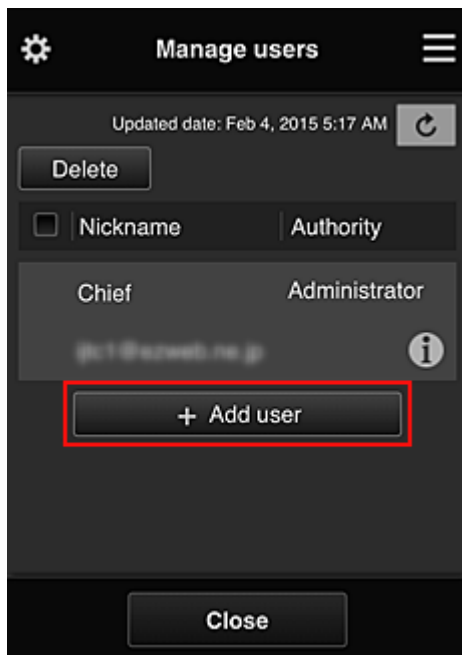 Manage users
Updated date: Feb 4, 2015 5:17 AM
Delete
Nickname Authority
Chief Administrator
+ Add user
Close